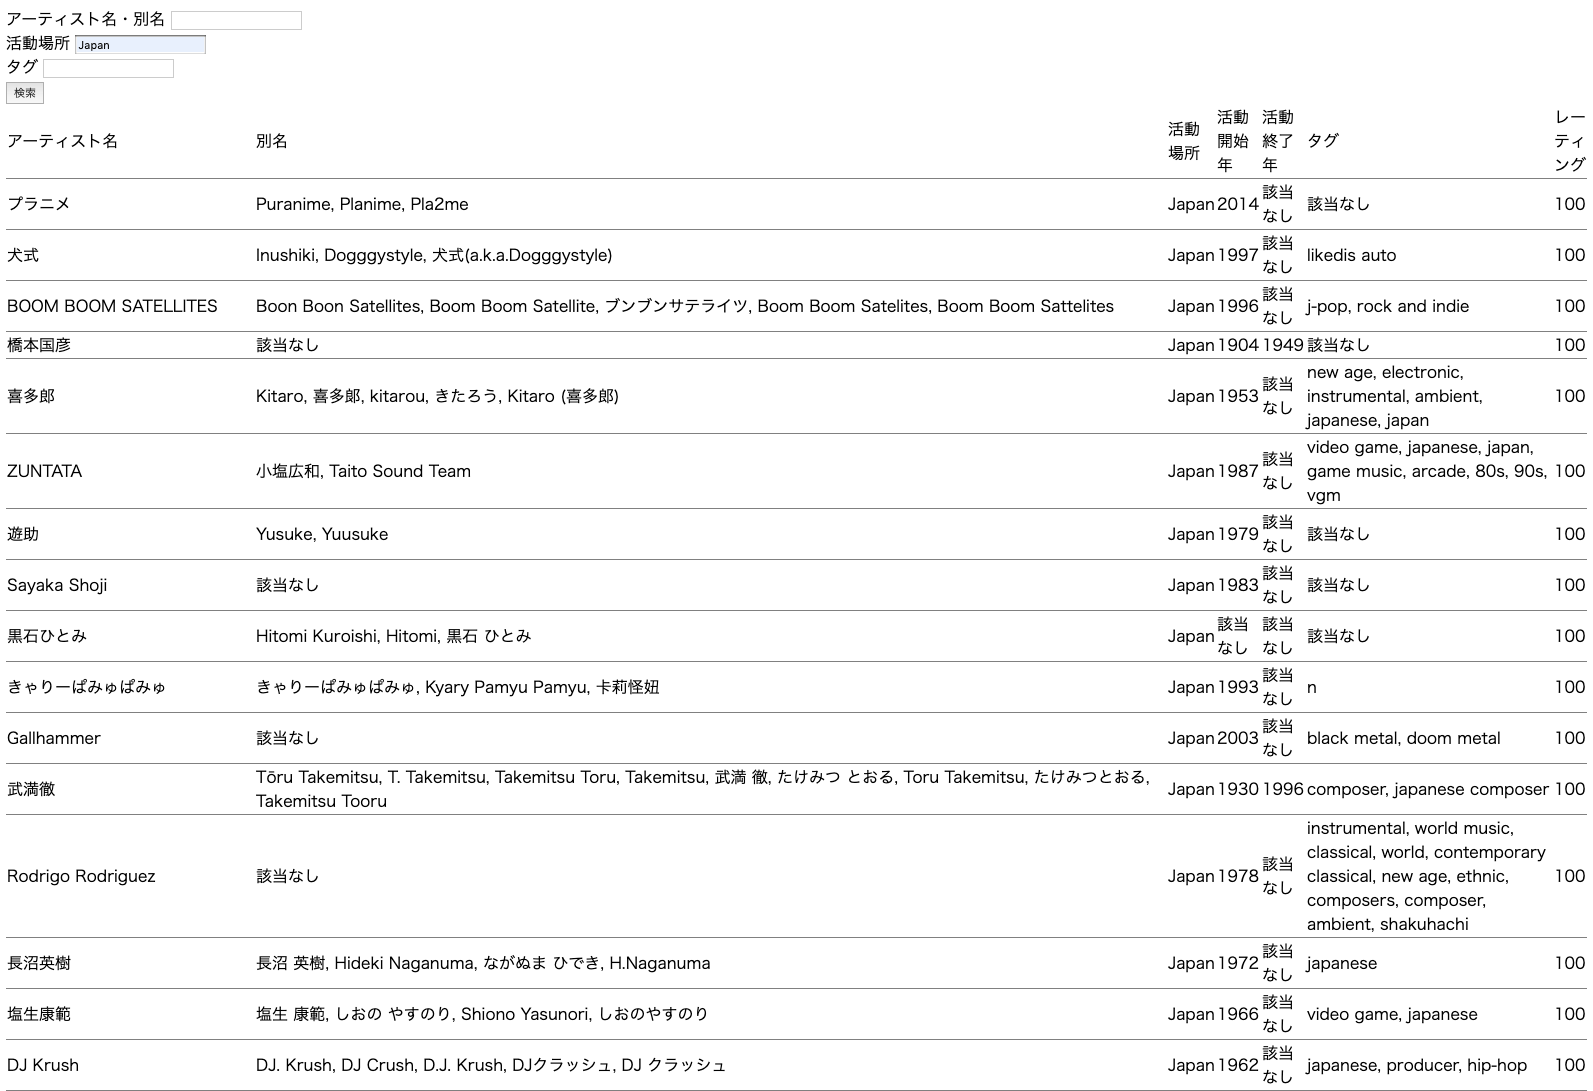 アーティスト名・別名
活動場所 Japan
タグ
検索
アーティスト名 別名 活動場所 活動開始年 活動終了年 タグ レーティング
プラニメ Puranime, Planime, Pla2me Japan 2014 該当なし 該当なし 100
犬式 Inushiki, Dogggystyle, 犬式(a.k.a.Dogggystyle) Japan 1997 該当なし likedis auto 100
BOOM BOOM SATELLITES Boon Boon Satellites, Boom Boom Satellite, ブンブンサテライツ, Boom Boom Satelites, Boom Boom Sattelites Japan 1996 該当なし j-pop, rock and indie 100
橋本国彦 該当なし Japan 1904 1949 該当なし 100
喜多郎 Kitaro, 喜多郞, kitarou, きたろう, Kitaro (喜多郎) Japan 1953 該当なし new age, electronic, instrumental, ambient, japanese, japan 100
ZUNTATA 小塩広和, Taito Sound Team Japan 1987 該当なし video game, japanese, japan, game music, arcade, 80s, 90s, vgm 100
遊助 Yusuke, Yuusuke Japan 1979 該当なし 該当なし 100
Sayaka Shoji 該当なし Japan 1983 該当なし 該当なし 100
黒石ひとみ Hitomi Kuroishi, Hitomi, 黒石 ひとみ Japan 該当なし 該当なし 該当なし 100
きゃりーぱみゅぱみゅ きゃりーぱみゅぱみゅ, Kyary Pamyu Pamyu, 卡莉怪妞 Japan 1993 該当なし n 100
Gallhammer 該当なし Japan 2003 該当なし black metal, doom metal 100
武満徹 Tōru Takemitsu, T. Takemitsu, Takemitsu Toru, Takemitsu, 武満 徹, たけみつ とおる, Toru Takemitsu, たけみつとおる, Takemitsu Tooru Japan 1930 1996 composer, japanese composer 100
Rodrigo Rodriguez 該当なし Japan 1978 該当なし instrumental, world music, classical, world, contemporary classical, new age, ethnic, composers, composer, ambient, shakuhachi 100
長沼英樹 長沼 英樹, Hideki Naganuma, ながぬま ひでき, H.Naganuma Japan 1972 該当なし japanese 100
塩生康範 塩生 康範, しおの やすのり, Shiono Yasunori, しおのやすのり Japan 1966 該当なし video game, japanese 100
DJ Krush DJ. Krush, DJ Crush, D.J. Krush, DJクラッシュ, DJ クラッシュ Japan 1962 該当なし japanese, producer, hip-hop 100